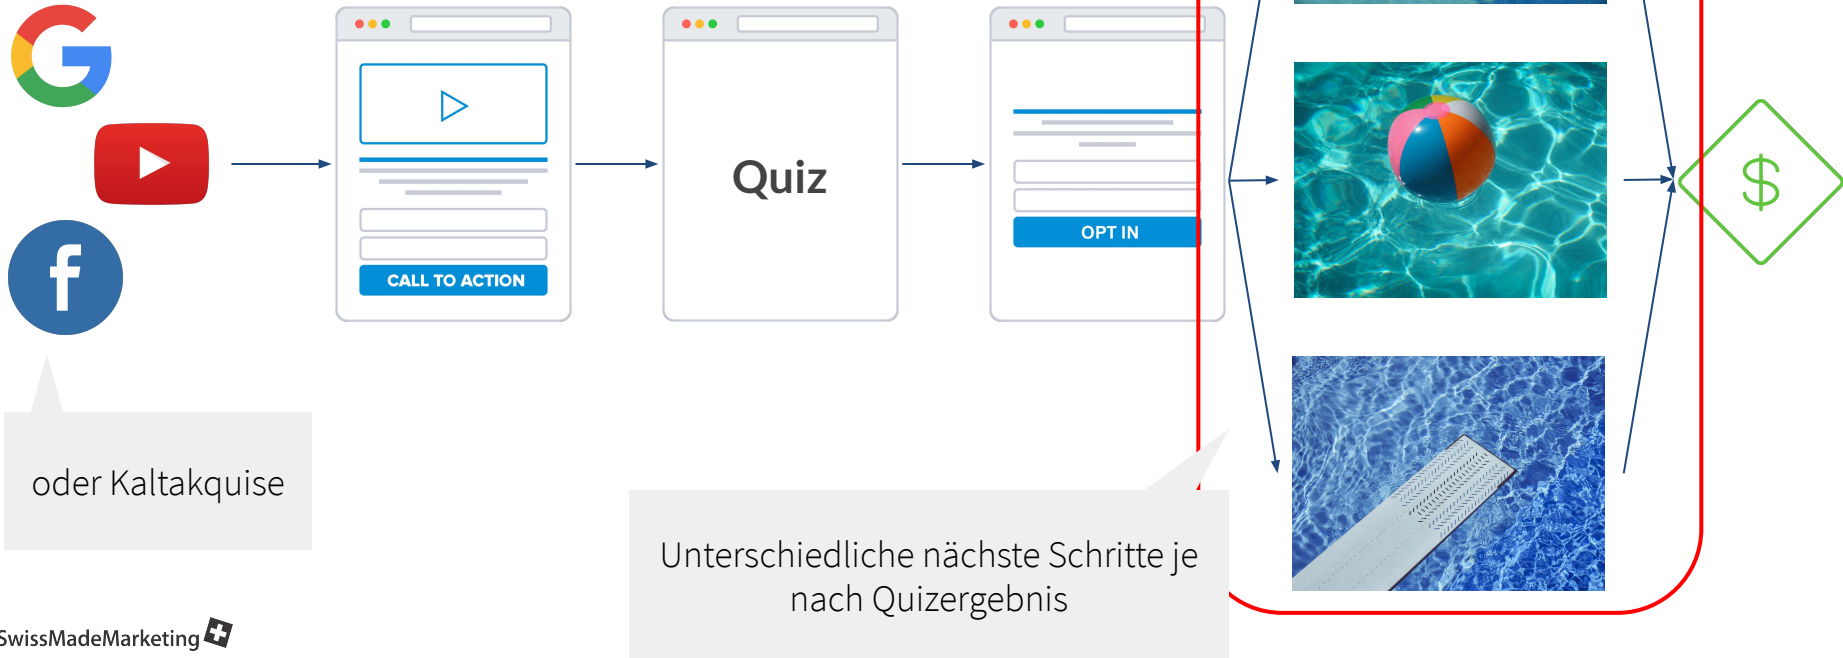 CALL TO ACTION
Quiz
OPT IN
$
oder Kaltakquise
Unterschiedliche nächste Schritte je
nach Quizergebnis
SwissMadeMarketing